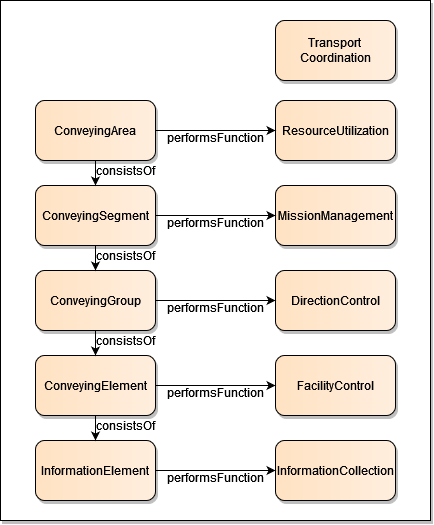 Transport
Coordination
ConveyingArea
performsFunction
ResourceUtilization
consistsOf
ConveyingSegment
performsFunction
MissionManagement
consistsOf
ConveyingGroup
performsFunction
DirectionControl
consistsOf
ConveyingElement
performsFunction
FacilityControl
consistsOf
InformationElement
performsFunction
InformationCollection